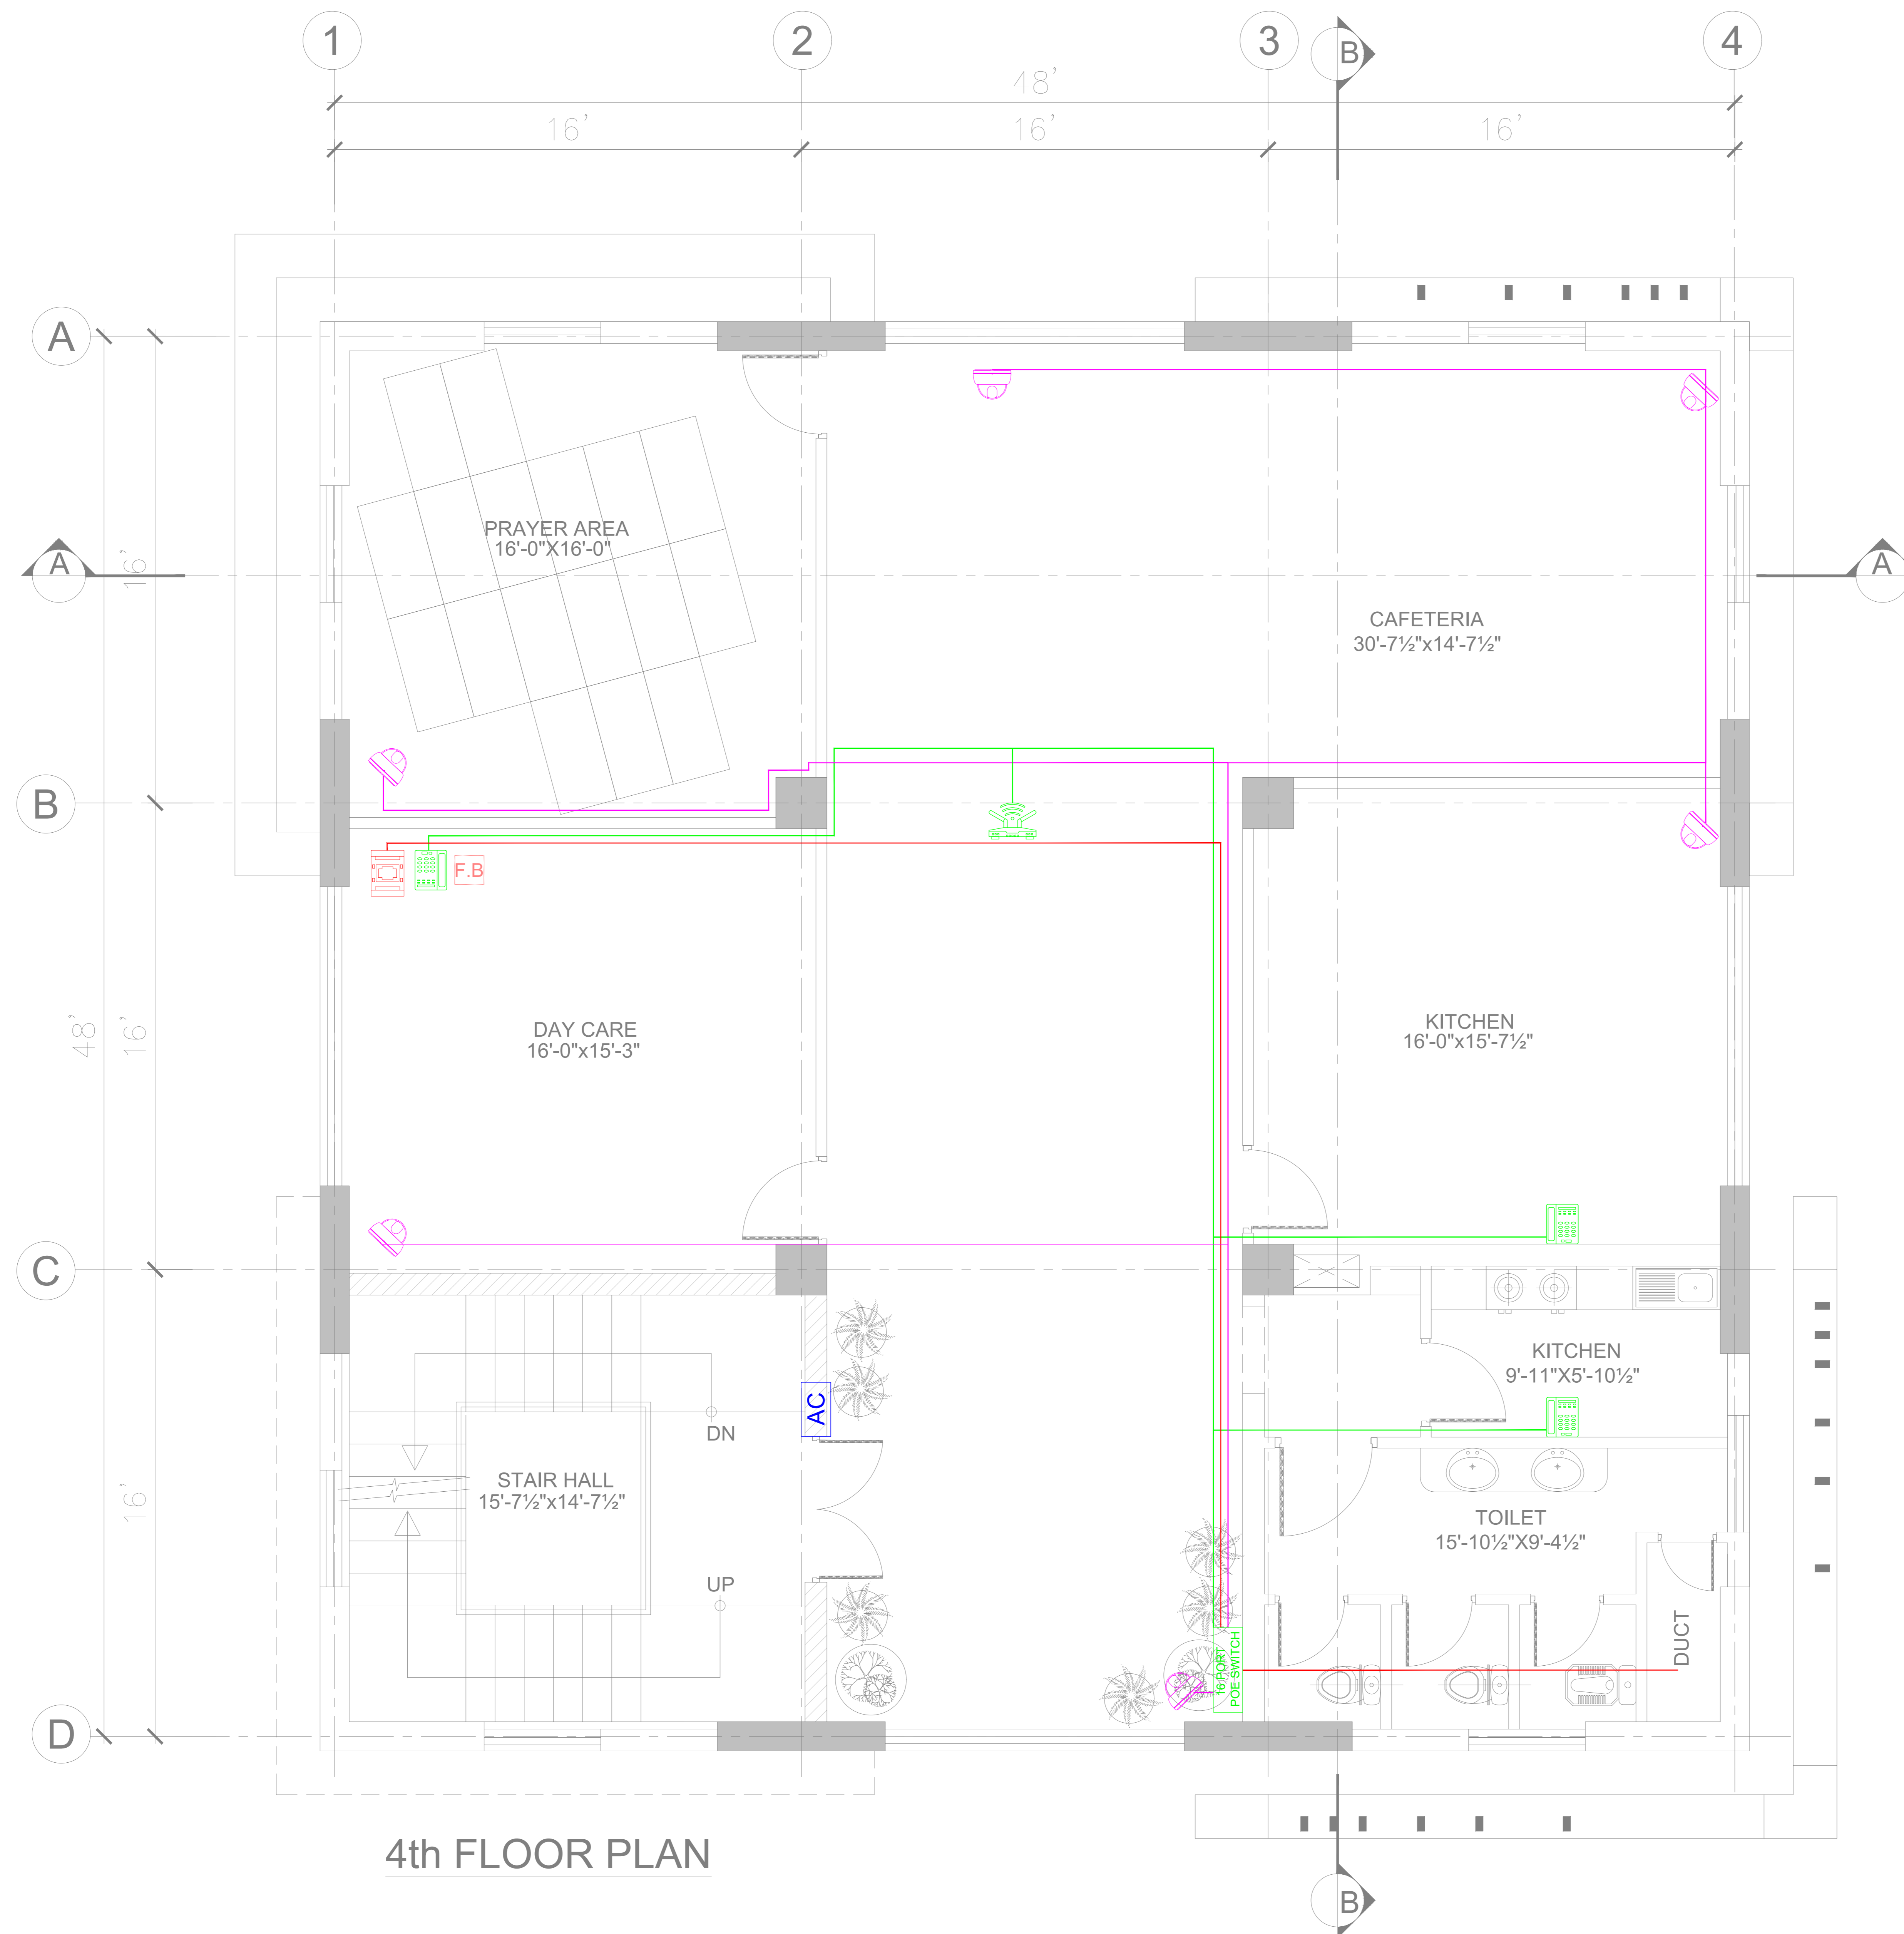 1
2
3
B
4
48'
16'
16'
16'
A
PRAYER AREA
16'-0"X16'-0"
A
16'
A
CAFETERIA
30'-7½"x14'-7½"
B
F.B
DAY CARE
16'-0"x15'-3"
KITCHEN
16'-0"x15'-7½"
48'
16'
C
KITCHEN
9'-11"X5'-10½"
AC
DN
STAIR HALL
15'-7½"x14'-7½"
16'
TOILET
15'-10½"X9'-4½"
UP
DUCT
16 PORT
POE SWITCH
D
4th FLOOR PLAN
B